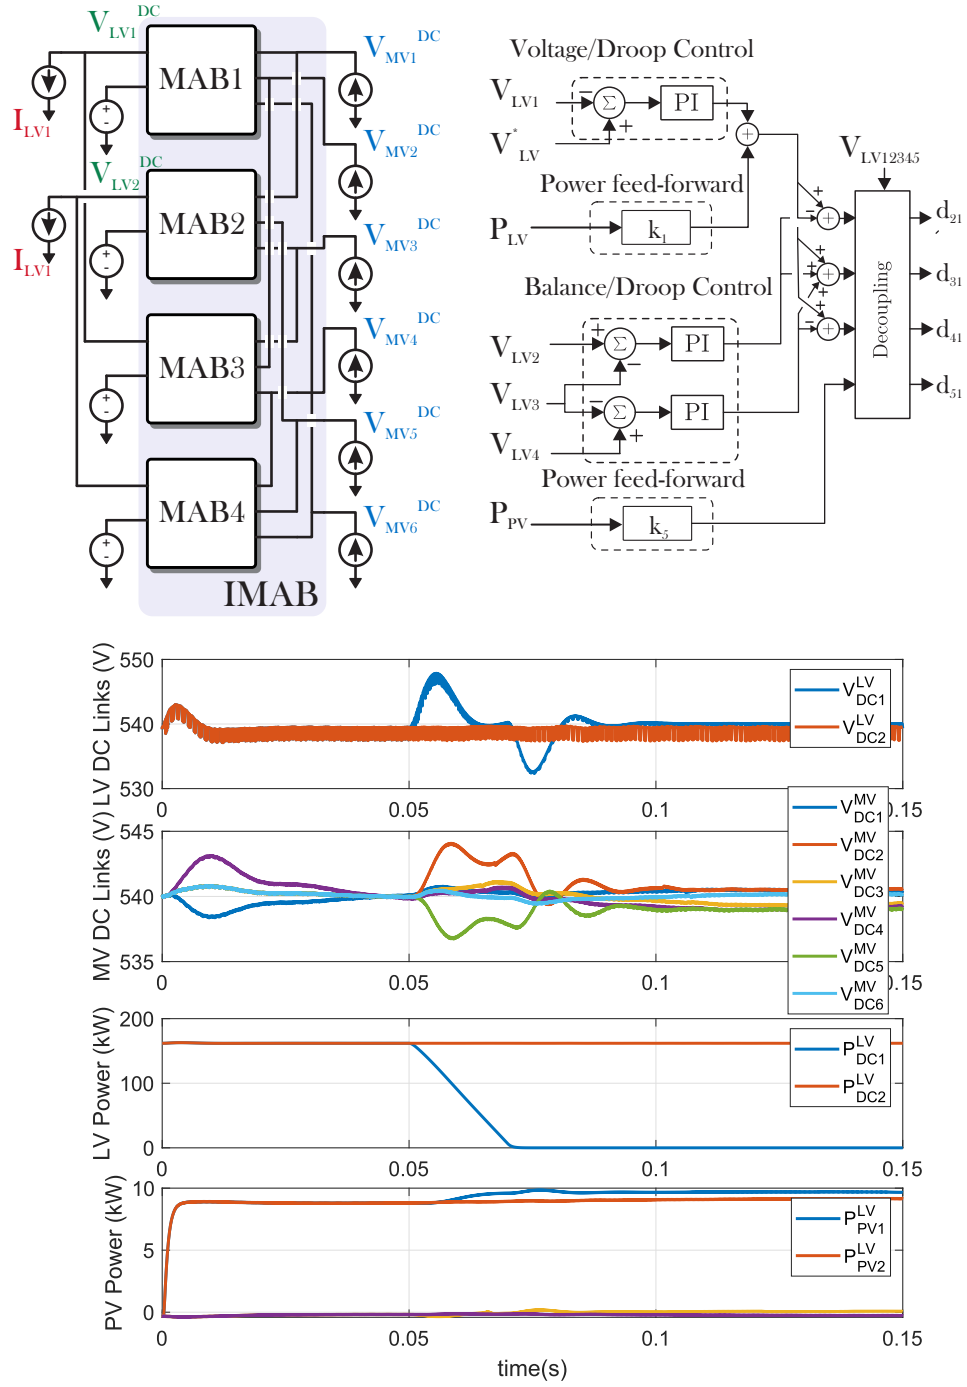 V_LV1^DC
MAB1
V_MV1^DC
I_LV1
+
-
V_MV2^DC
V_LV2^DC
MAB2
V_MV3^DC
I_LV1
+
-
V_MV4^DC
MAB3
+
-
V_MV5^DC
MAB4
V_MV6^DC
+
-
IMAB
Voltage/Droop Control
V_LV1
−
Σ
PI
+
V*_LV
+
V_LV12345
Power feed-forward
P_LV
k_1
+
−
+
d_21
,
Balance/Droop Control
+
−
+
+
d_31
V_LV2
+
Σ
PI
−
+
+
−
+
d_41
V_LV3
−
Σ
PI
+
d_51
V_LV4
Decoupling
Power feed-forward
P_PV
k_5
LV DC Links (V)
550
540
530
0
0.05
0.1
0.15
V_DC1^LV
V_DC2^LV
MV DC Links (V)
545
540
535
0
0.05
0.1
0.15
V_DC1^MV
V_DC2^MV
V_DC3^MV
V_DC4^MV
V_DC5^MV
V_DC6^MV
LV Power (kW)
200
100
0
0
0.05
0.1
0.15
P_DC1^LV
P_DC2^LV
PV Power (kW)
10
5
0
0
0.05
0.1
0.15
P_PV1^LV
P_PV2^LV
time(s)